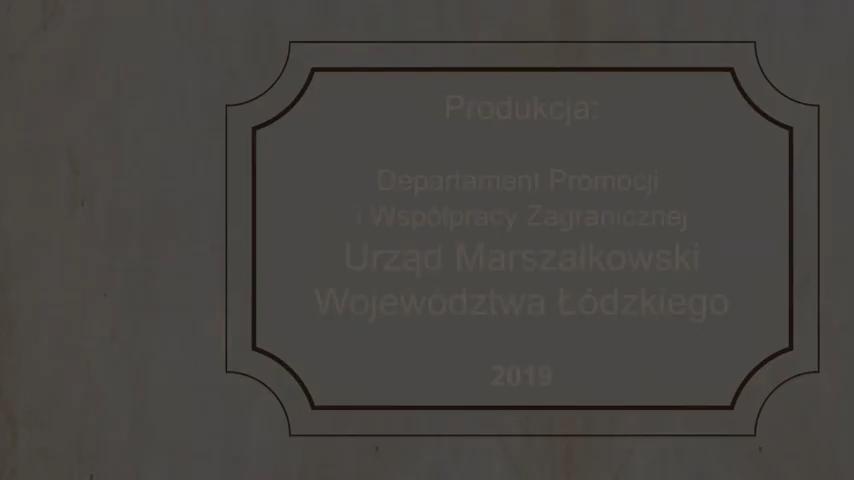 Produkcja:
Departament Promocji
i Współpracy Zagranicznej
Urząd Marszałkowski
Województwa Łódzkiego
2019